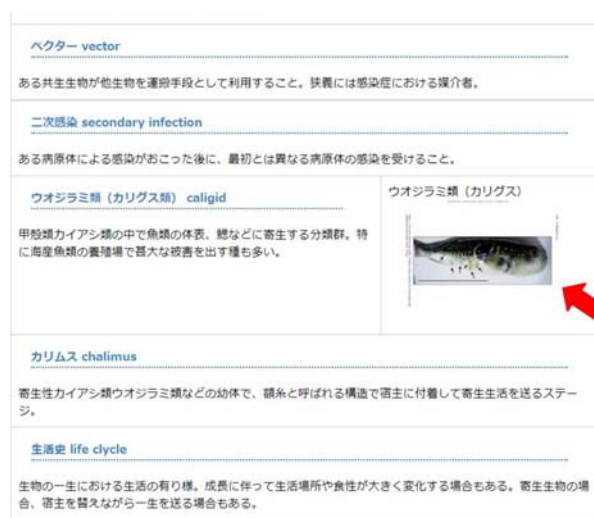 ベクター vector
ある共生生物が他生物を運搬手段として利用すること。狭義には感染症における媒介者。
二次感染 secondary infection
ある病原体による感染がおこった後に、最初とは異なる病原体の感染を受けること。
ウオジラミ類（カリグス類） caligid
甲殻類カイアシ類の中で魚類の体表、鰓などに寄生する分類群。特
に海産魚類の養殖場で甚大な被害を出す種も多い。
ウオジラミ類（カリグス）
カリムス chalimus
寄生性カイアシ類ウオジラミ類などの幼体で、額糸と呼ばれる構造で宿主に付着して寄生生活を送るステー
ジ。
生活史 life clycle
生物の一生における生活の有り様。成長に伴って生活場所や食性が大きく変化する場合もある。寄生生物の場
合、宿主を替えながら一生を送る場合もある。